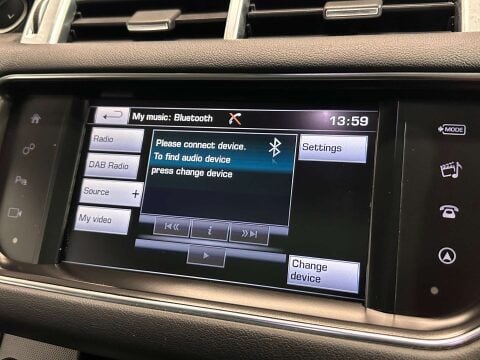 My music: Bluetooth
13:59
MODE
Radio
Please connect device.
Settings
To find audio device
DAB Radio
press change device
Source +
My video
i
Change
device